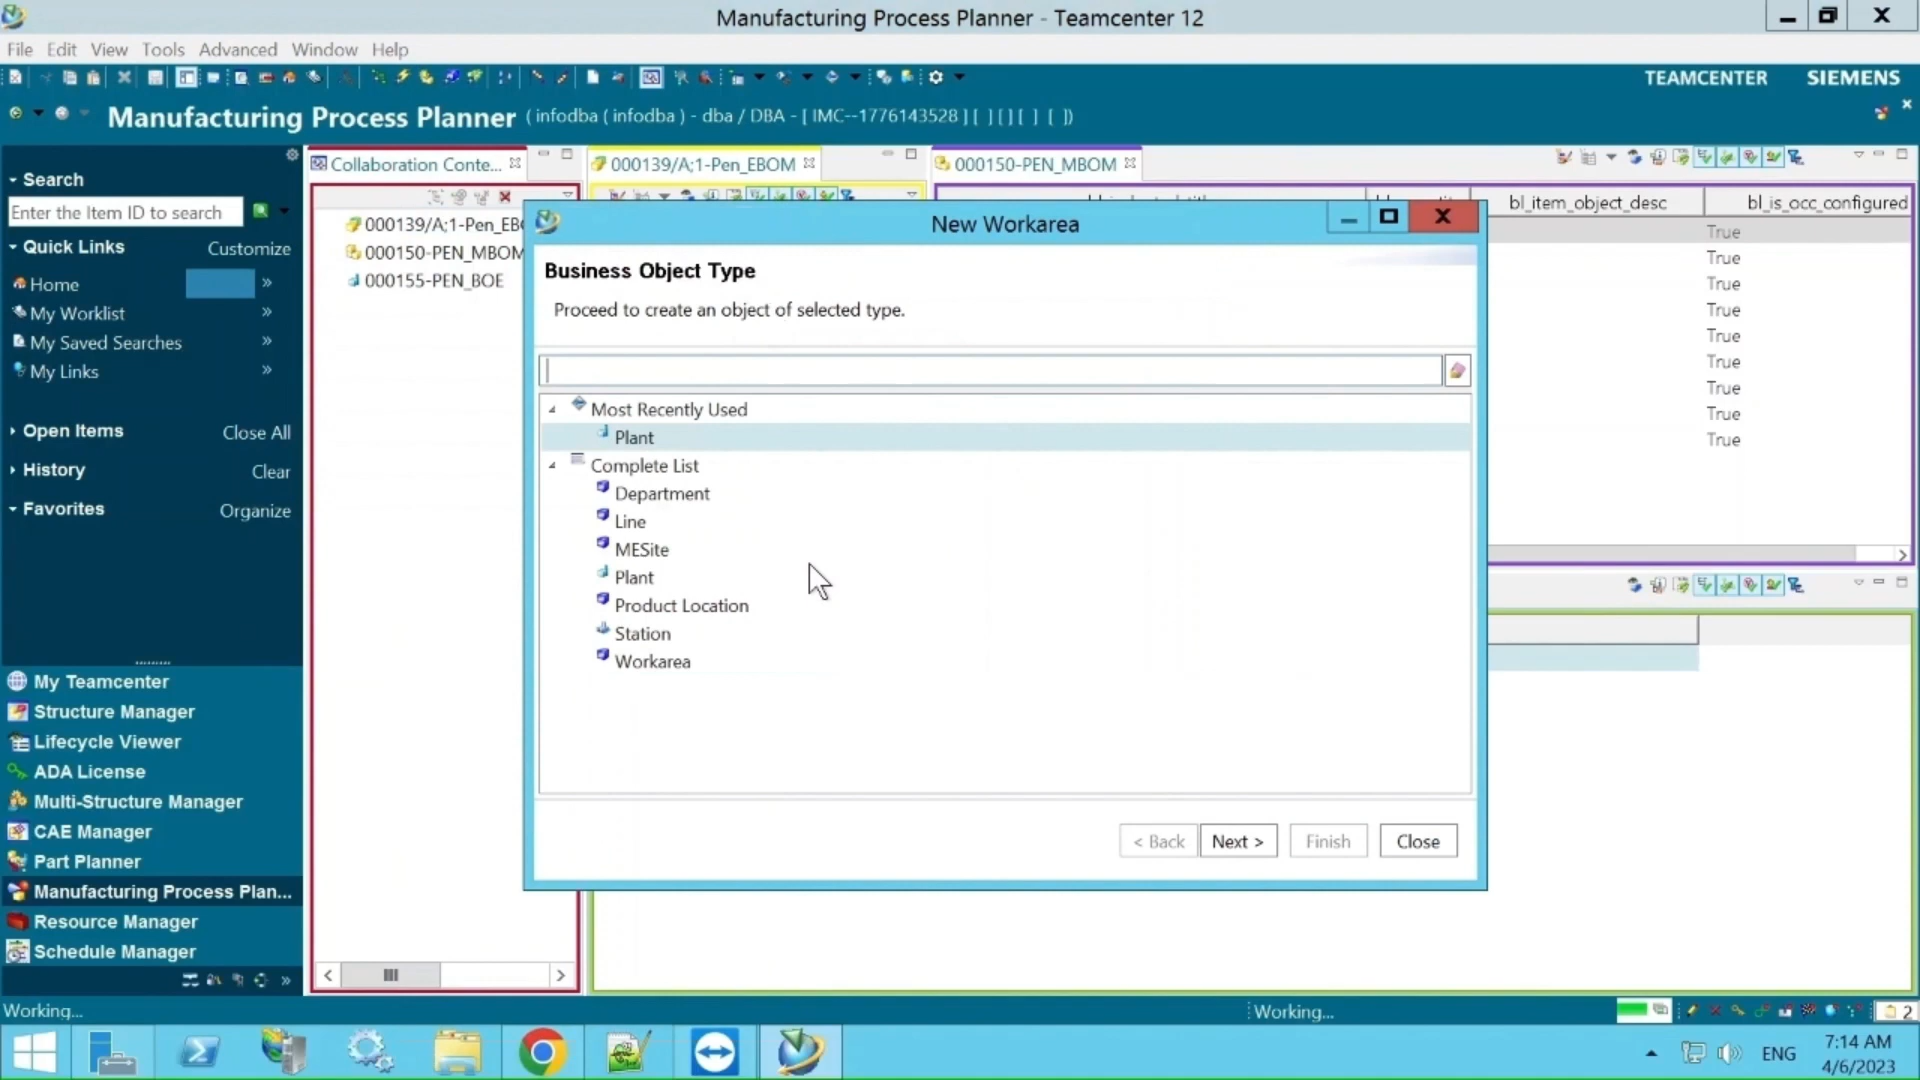 Manufacturing Process Planner - Teamcenter 12
File Edit View Tools Advanced Window Help
TEAMCENTER SIEMENS
Manufacturing Process Planner ( infodba ( infodba ) - dba / DBA - [ IMC--1776143528 ] [ ] [ ] [ ] [ ] )
Search
Enter the Item ID to search
Quick Links Customize
Home
My Worklist
My Saved Searches
My Links
Open Items Close All
History Clear
Favorites Organize
My Teamcenter
Structure Manager
Lifecycle Viewer
ADA License
Multi-Structure Manager
CAE Manager
Part Planner
Manufacturing Process Plan...
Resource Manager
Schedule Manager
Collaboration Conte...
000139/A;1-Pen_EB
000150-PEN_MBOM
000155-PEN_BOE
000139/A;1-Pen_EBOM
000150-PEN_MBOM
bl_item_object_desc bl_is_occ_configured
True
True
True
True
True
True
True
True
True
New Workarea
Business Object Type
Proceed to create an object of selected type.
Most Recently Used
Plant
Complete List
Department
Line
MESite
Plant
Product Location
Station
Workarea
< Back Next > Finish Close
Working...
Working...
2
ENG
7:14 AM
4/6/2023